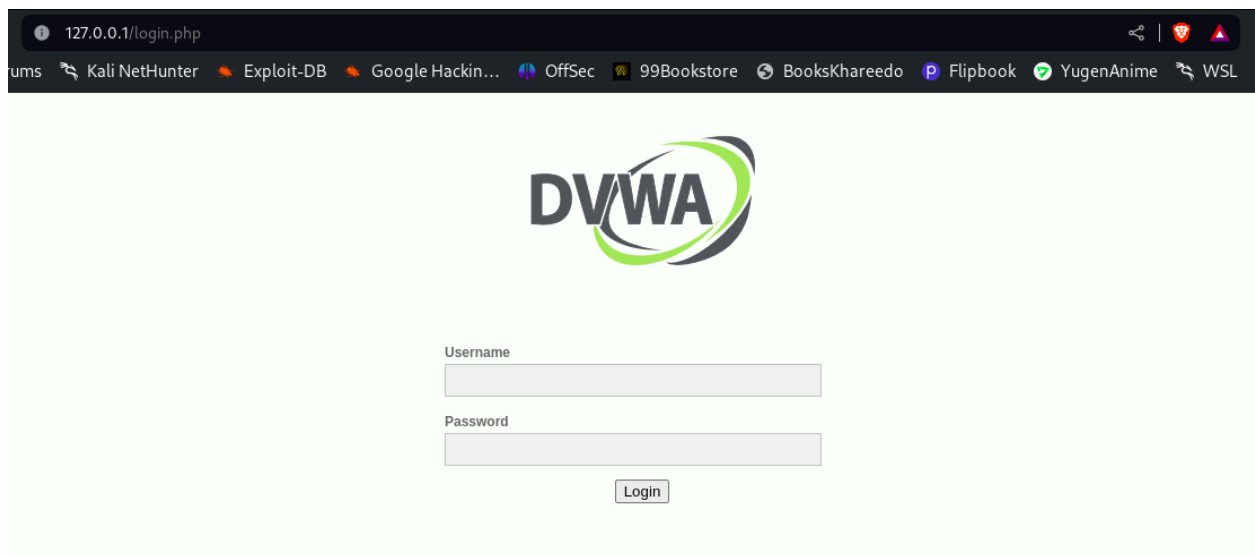 127.0.0.1/login.php
rums Kali NetHunter Exploit-DB Google Hackin... OffSec 99Bookstore BooksKhareedo Flipbook YugenAnime WSL
DVWA
Username
Password
Login